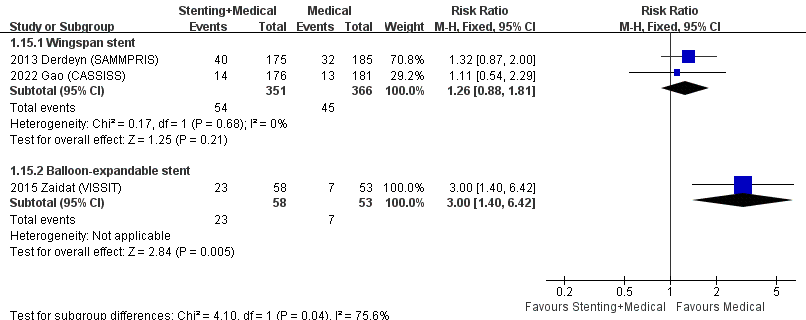 Stenting+Medical Medical Risk Ratio Risk Ratio
Study or Subgroup Events Total Events Total Weight M-H, Fixed, 95% CI M-H, Fixed, 95% CI
1.15.1 Wingspan stent
2013 Derdeyn (SAMMPRIS) 40 175 32 185 70.8% 1.32 [0.87, 2.00]
2022 Gao (CASSISS) 14 176 13 181 29.2% 1.11 [0.54, 2.29]
Subtotal (95% CI) 351 366 100.0% 1.26 [0.88, 1.81]
Total events 54 45
Heterogeneity: Chi² = 0.17, df = 1 (P = 0.68); I² = 0%
Test for overall effect: Z = 1.25 (P = 0.21)
1.15.2 Balloon-expandable stent
2015 Zaidat (VISSIT) 23 58 7 53 100.0% 3.00 [1.40, 6.42]
Subtotal (95% CI) 58 53 100.0% 3.00 [1.40, 6.42]
Total events 23 7
Heterogeneity: Not applicable
Test for overall effect: Z = 2.84 (P = 0.005)
0.2 0.5 1 2 5
Favours Stenting+Medical Favours Medical
Test for subgroup differences: Chi² = 4.10, df = 1 (P = 0.04), I² = 75.6%